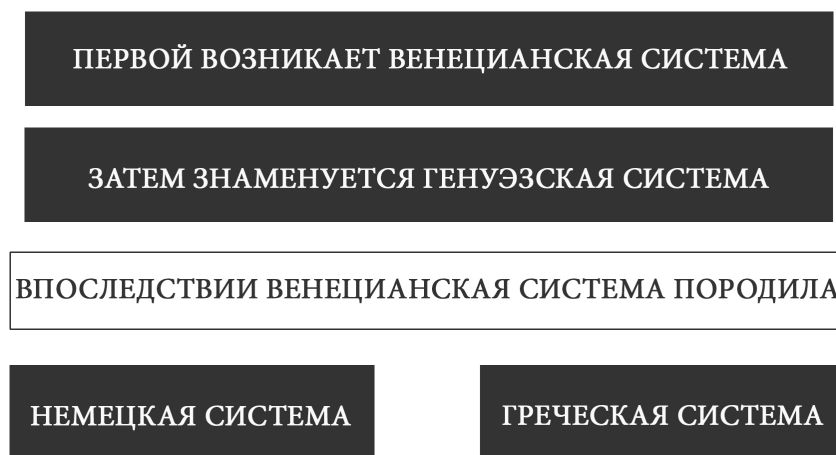 ПЕРВОЙ ВОЗНИКАЕТ ВЕНЕЦИАНСКАЯ СИСТЕМА
ЗАТЕМ ЗНАМЕНУЕТСЯ ГЕНУЭЗСКАЯ СИСТЕМА
ВПОСЛЕДСТВИИ ВЕНЕЦИАНСКАЯ СИСТЕМА ПОРОДИЛА
НЕМЕЦКАЯ СИСТЕМА
ГРЕЧЕСКАЯ СИСТЕМА